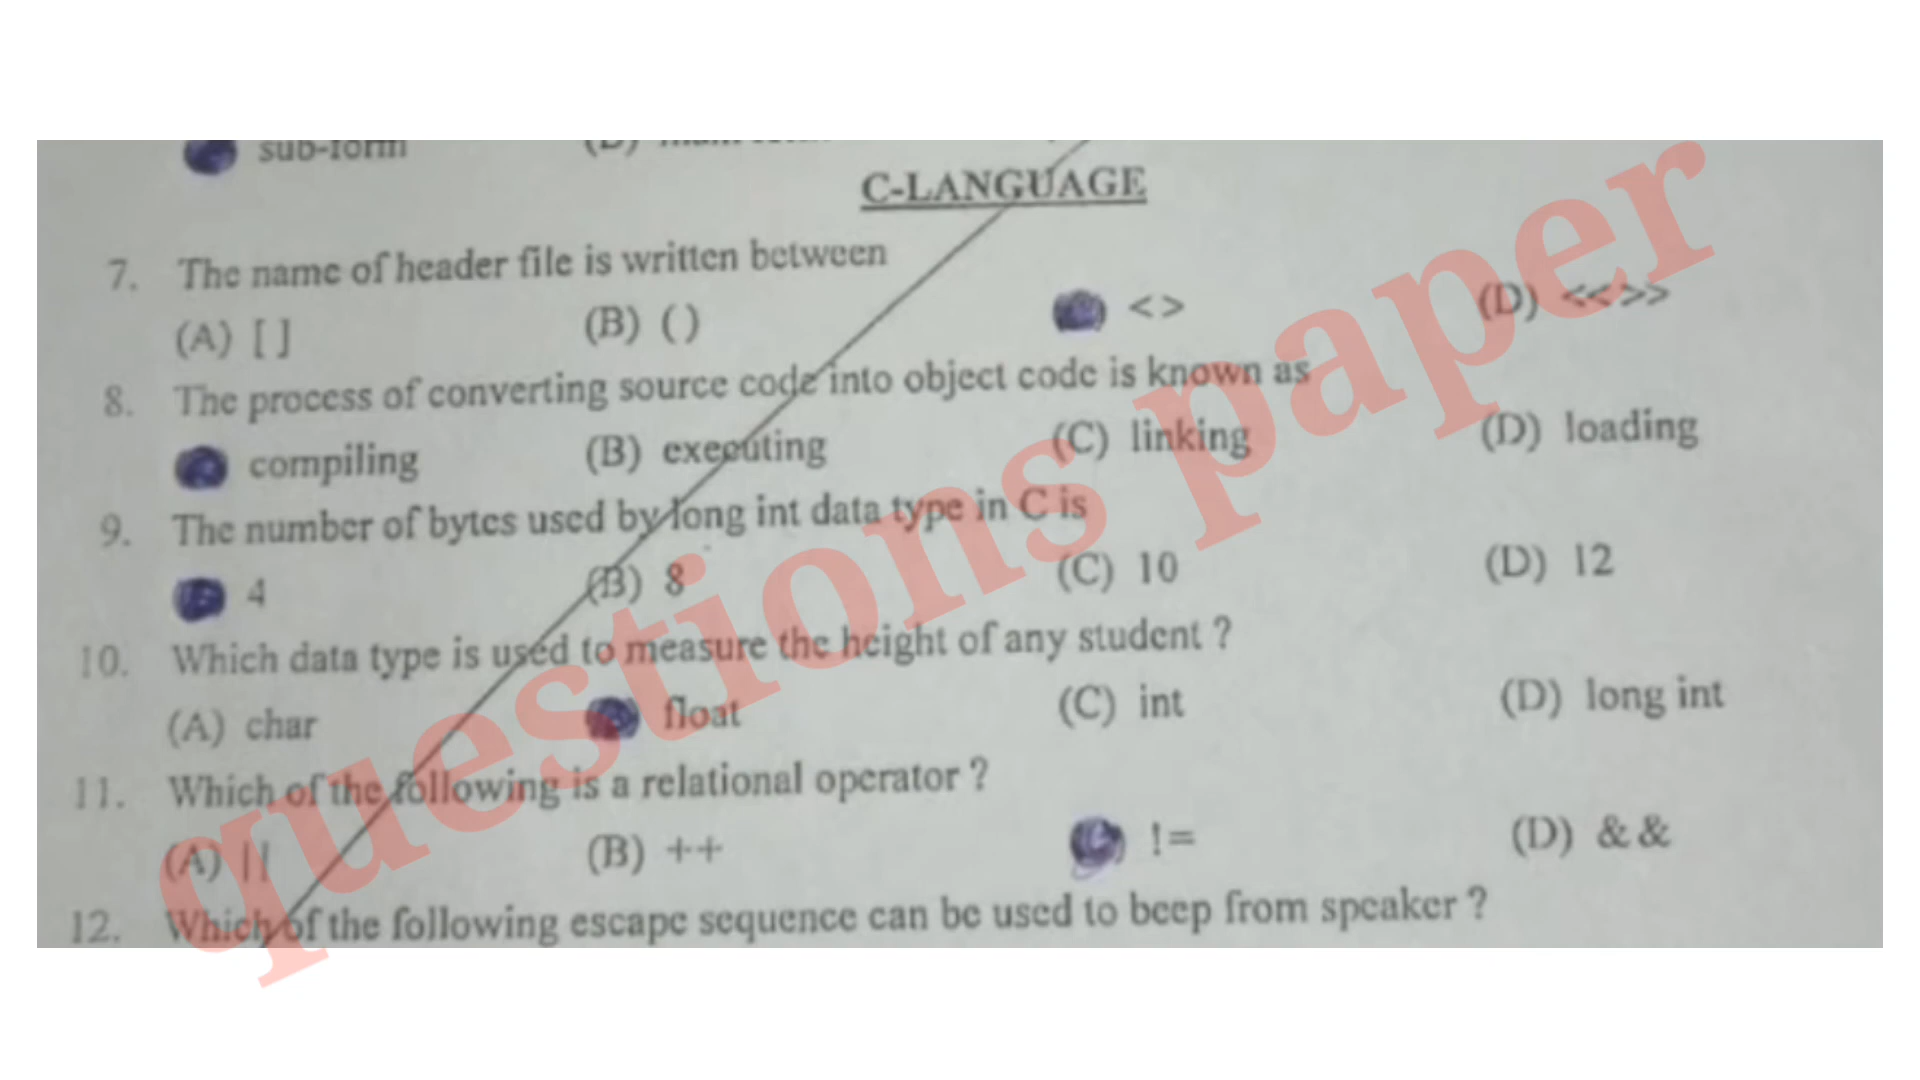 sub-form
C-LANGUAGE
7. The name of header file is written between
(A) [ ] (B) ( ) < > (D) << >>
8. The process of converting source code into object code is known as
compiling (B) executing (C) linking (D) loading
9. The number of bytes used by long int data type in C is
4 (B) 8 (C) 10 (D) 12
10. Which data type is used to measure the height of any student ?
(A) char float (C) int (D) long int
11. Which of the following is a relational operator ?
(A) || (B) ++ != (D) & &
12. Which of the following escape sequence can be used to beep from speaker ?
questions paper